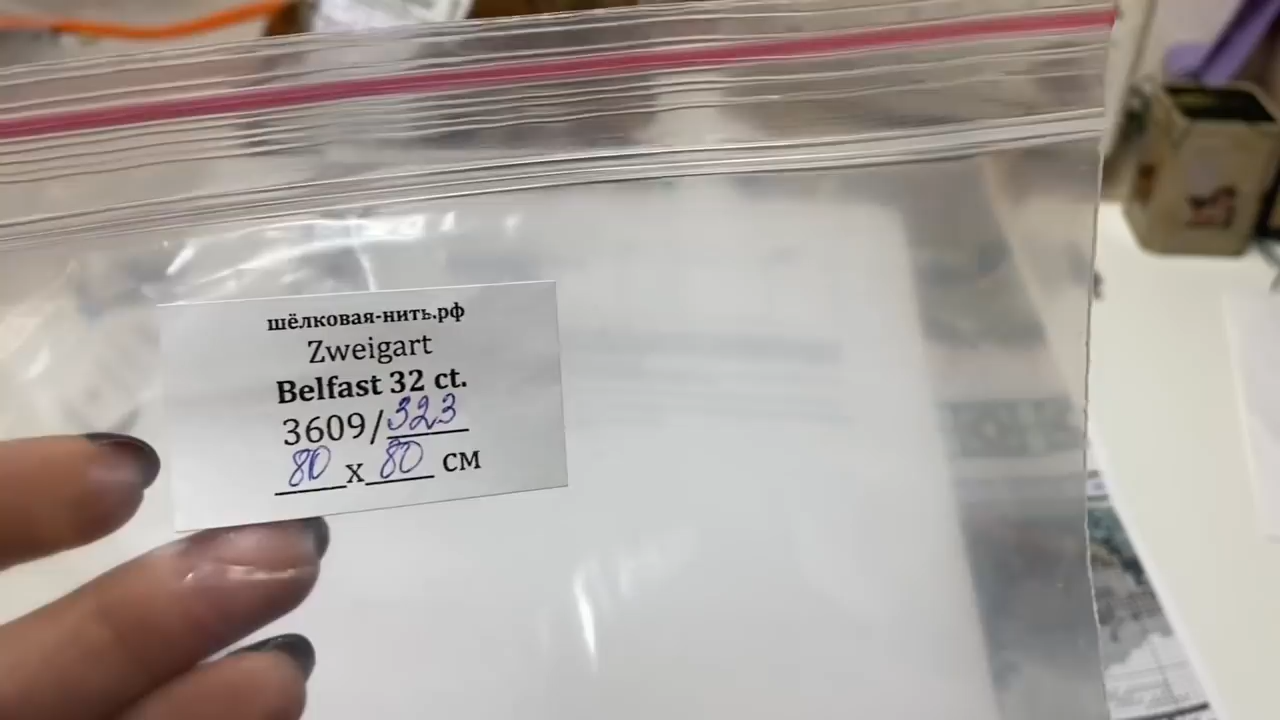 шёлковая-нить.рф
Zweigart
Belfast 32 ct.
3609/323
80 x 80 см